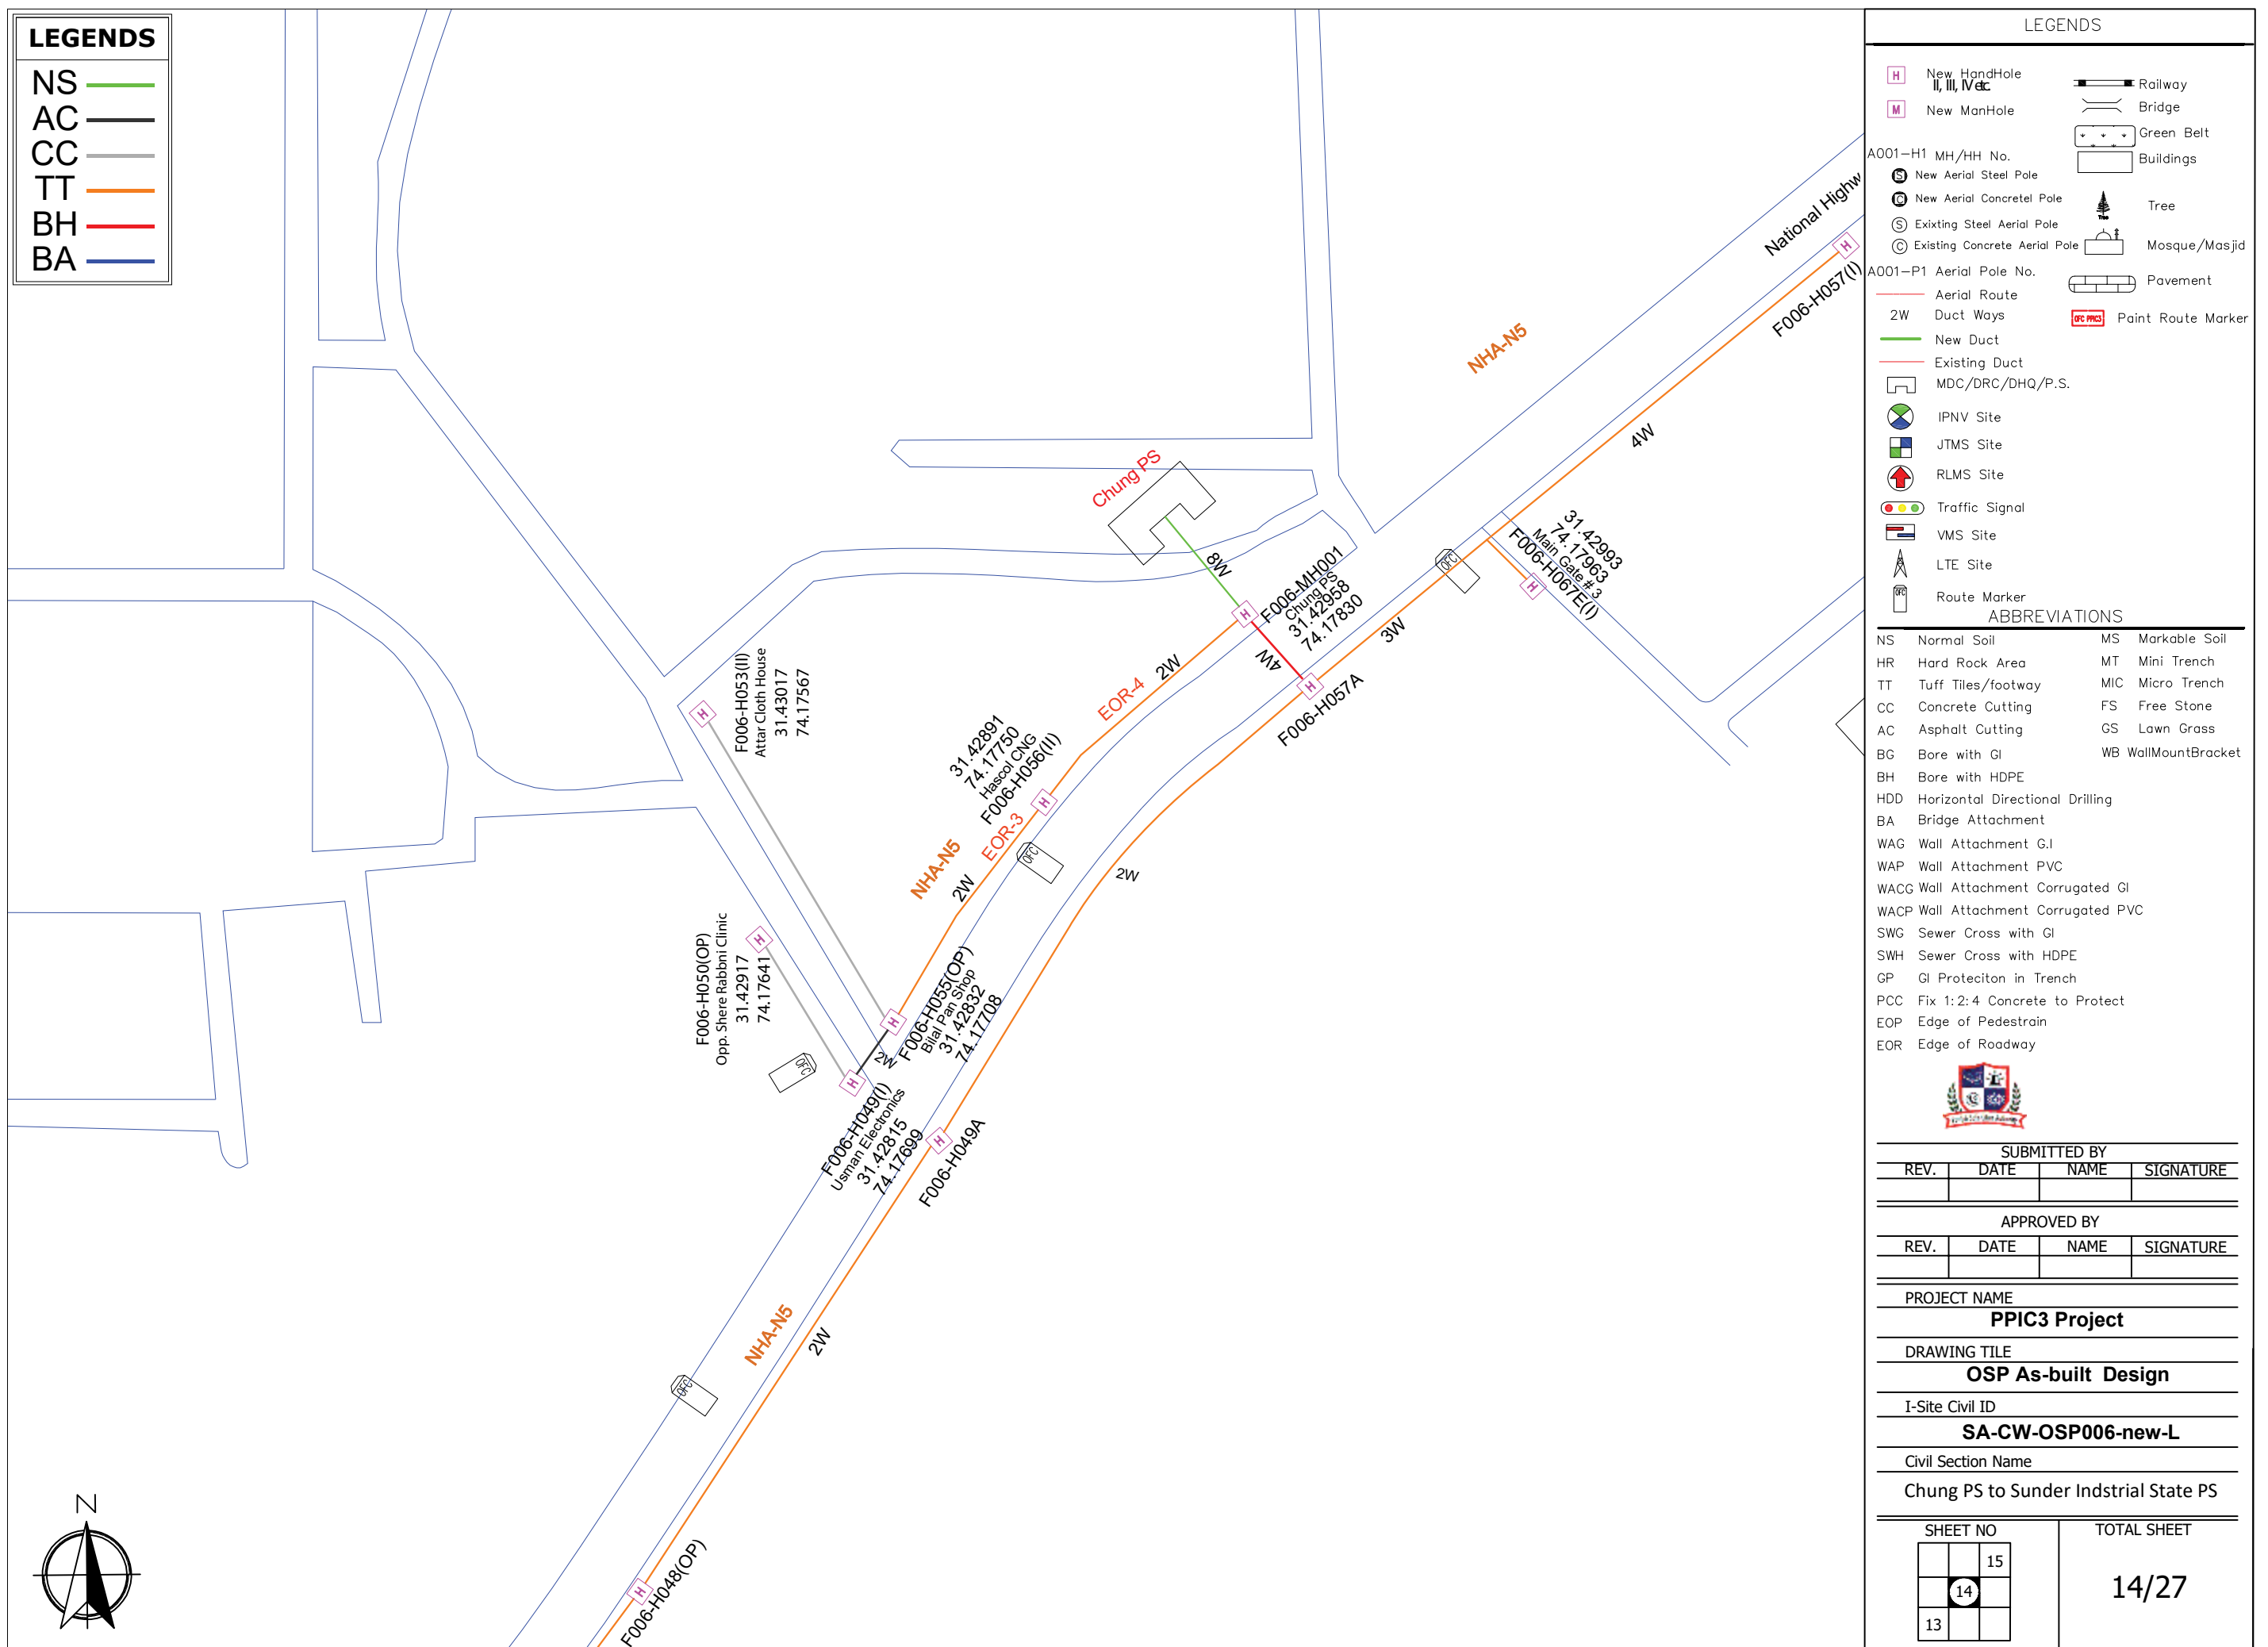 LEGENDS
NS
AC
CC
TT
BH
BA
National Highw
F006-H057(I)
NHA-N5
4W
Chung PS
8W
F006-MH001
Chung PS
31.42958
74.17830
4W
31.42993
74.17963
Main Gate # 3
F006-H067E(I)
OFC
3W
F006-H057A
2W
EOR-4
F006-H053(II)
Attar Cloth House
31.43017
74.17567
31.42891
74.17750
Hascol CNG
F006-H056(II)
EOR-3
NHA-N5
2W
OFC
2W
F006-H050(OP)
Opp. Shere Rabbni Clinic
31.42917
74.17641
F006-H055(OP)
Bilal Pan Shop
31.42832
74.17708
2W
OFC
F006-H049(I)
Usman Electronics
31.42815
74.17699
F006-H049A
NHA-N5
2W
OFC
F006-H048(OP)
N
H
H
H
H
H
H
H
H
H
H
H
LEGENDS
H New HandHole
II, III, IV etc.
M New ManHole
A001-H1 MH/HH No.
S New Aerial Steel Pole
C New Aerial Concretel Pole
S Exixting Steel Aerial Pole
C Existing Concrete Aerial Pole
A001-P1 Aerial Pole No.
Aerial Route
2W Duct Ways
New Duct
Existing Duct
MDC/DRC/DHQ/P.S.
IPNV Site
JTMS Site
RLMS Site
Traffic Signal
VMS Site
LTE Site
OFC Route Marker
Railway
Bridge
Green Belt
Buildings
Tree Tree
Mosque/Masjid
Pavement
OFC PPIC3 Paint Route Marker
ABBREVIATIONS
NS Normal Soil
HR Hard Rock Area
TT Tuff Tiles/footway
CC Concrete Cutting
AC Asphalt Cutting
BG Bore with GI
BH Bore with HDPE
HDD Horizontal Directional Drilling
BA Bridge Attachment
WAG Wall Attachment G.I
WAP Wall Attachment PVC
WACG Wall Attachment Corrugated GI
WACP Wall Attachment Corrugated PVC
SWG Sewer Cross with GI
SWH Sewer Cross with HDPE
GP GI Proteciton in Trench
PCC Fix 1:2:4 Concrete to Protect
EOP Edge of Pedestrain
EOR Edge of Roadway
MS Markable Soil
MT Mini Trench
MIC Micro Trench
FS Free Stone
GS Lawn Grass
WB WallMountBracket
SUBMITTED BY
REV. DATE NAME SIGNATURE
APPROVED BY
REV. DATE NAME SIGNATURE
PROJECT NAME
PPIC3 Project
DRAWING TILE
OSP As-built Design
I-Site Civil ID
SA-CW-OSP006-new-L
Civil Section Name
Chung PS to Sunder Indstrial State PS
SHEET NO
15
14
13
TOTAL SHEET
14/27